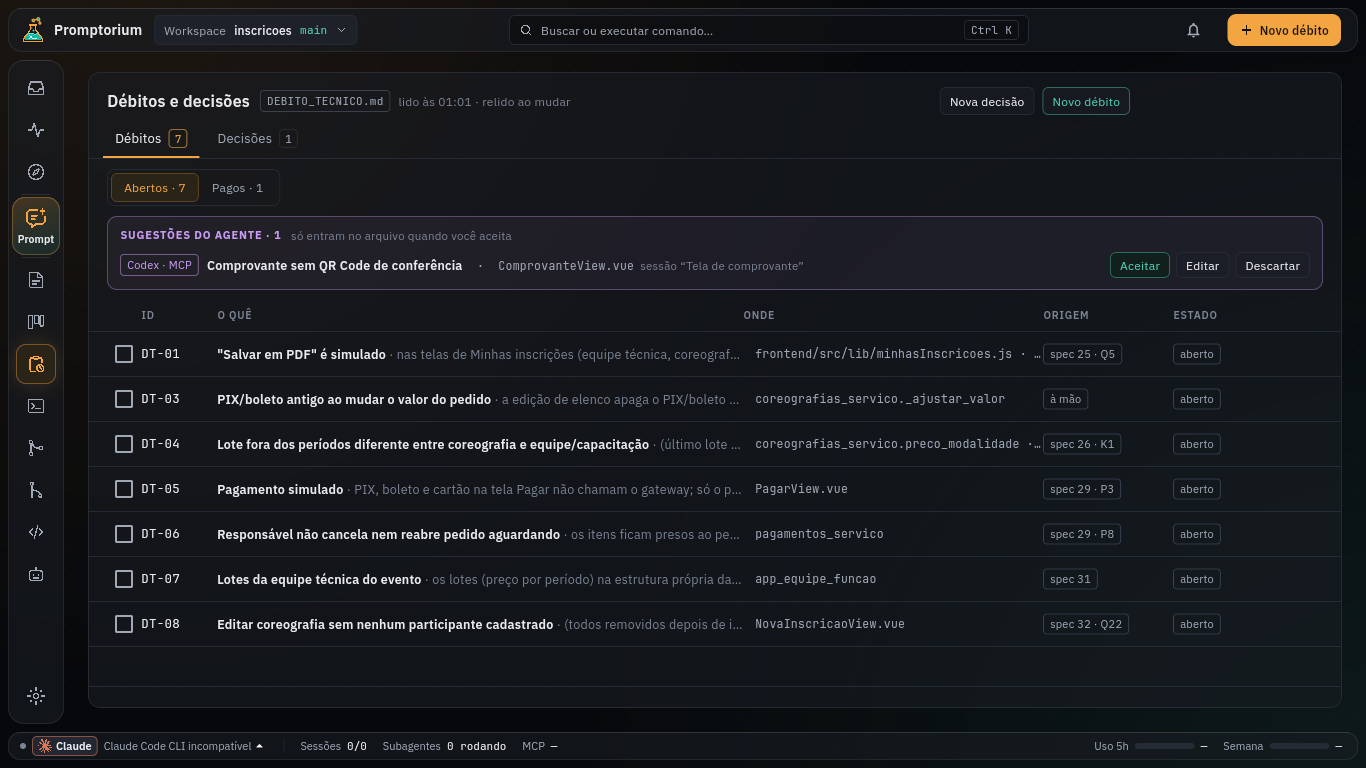 Promptorium Workspace inscricoes main Buscar ou executar comando… Ctrl K + Novo débito
Débitos e decisões DEBITO_TECNICO.md lido às 01:01 · relido ao mudar Nova decisão Novo débito
Débitos 7 Decisões 1
Abertos · 7 Pagos · 1
Prompt
SUGESTÕES DO AGENTE · 1 só entram no arquivo quando você aceita
Codex · MCP Comprovante sem QR Code de conferência · ComprovanteView.vue sessão “Tela de comprovante” Aceitar Editar Descartar
ID O QUÊ ONDE ORIGEM ESTADO
DT-01 "Salvar em PDF" é simulado · nas telas de Minhas inscrições (equipe técnica, coreograf… frontend/src/lib/minhasInscricoes.js · … spec 25 · Q5 aberto
DT-03 PIX/boleto antigo ao mudar o valor do pedido · a edição de elenco apaga o PIX/boleto … coreografias_servico._ajustar_valor à mão aberto
DT-04 Lote fora dos períodos diferente entre coreografia e equipe/capacitação · (último lote … coreografias_servico.preco_modalidade ·… spec 26 · K1 aberto
DT-05 Pagamento simulado · PIX, boleto e cartão na tela Pagar não chamam o gateway; só o p… PagarView.vue spec 29 · P3 aberto
DT-06 Responsável não cancela nem reabre pedido aguardando · os itens ficam presos ao pe… pagamentos_servico spec 29 · P8 aberto
DT-07 Lotes da equipe técnica do evento · os lotes (preço por período) na estrutura própria da… app_equipe_funcao spec 31 aberto
DT-08 Editar coreografia sem nenhum participante cadastrado · (todos removidos depois de i… NovaInscricaoView.vue spec 32 · Q22 aberto
Claude Claude Code CLI incompatível Sessões 0/0 Subagentes 0 rodando MCP — Uso 5h — Semana —